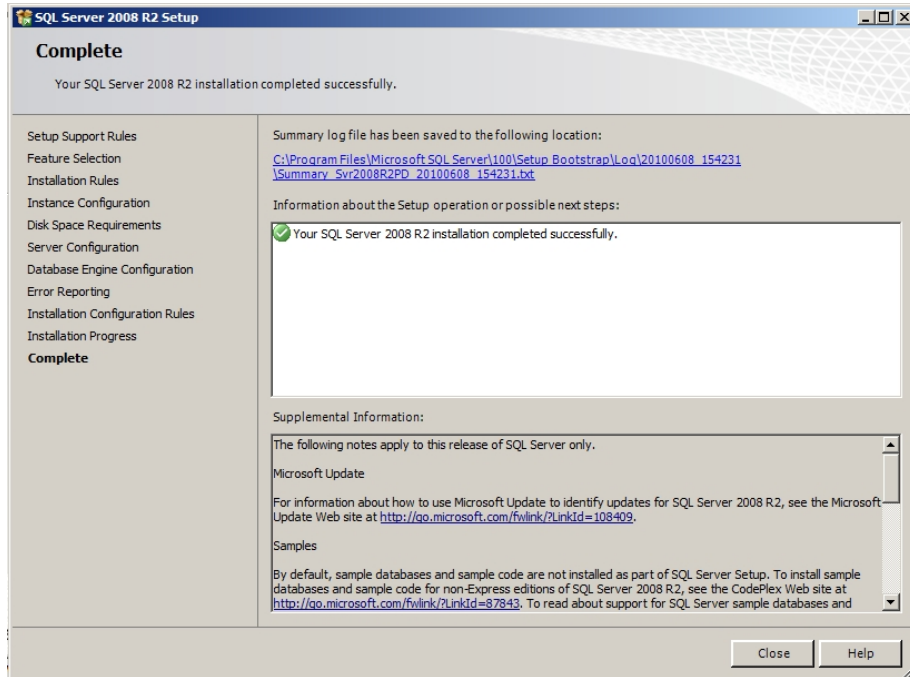 SQL Server 2008 R2 Setup
Complete
Your SQL Server 2008 R2 installation completed successfully.
Setup Support Rules
Feature Selection
Installation Rules
Instance Configuration
Disk Space Requirements
Server Configuration
Database Engine Configuration
Error Reporting
Installation Configuration Rules
Installation Progress
Complete
Summary log file has been saved to the following location:
C:\Program Files\Microsoft SQL Server\100\Setup Bootstrap\Log\20100608_154231
\Summary_Svr2008R2PD_20100608_154231.txt
Information about the Setup operation or possible next steps:
Your SQL Server 2008 R2 installation completed successfully.
Supplemental Information:
The following notes apply to this release of SQL Server only.
Microsoft Update
For information about how to use Microsoft Update to identify updates for SQL Server 2008 R2, see the Microsoft
Update Web site at http://go.microsoft.com/fwlink/?LinkId=108409.
Samples
By default, sample databases and sample code are not installed as part of SQL Server Setup. To install sample
databases and sample code for non-Express editions of SQL Server 2008 R2, see the CodePlex Web site at
http://go.microsoft.com/fwlink/?LinkId=87843. To read about support for SQL Server sample databases and
Close
Help